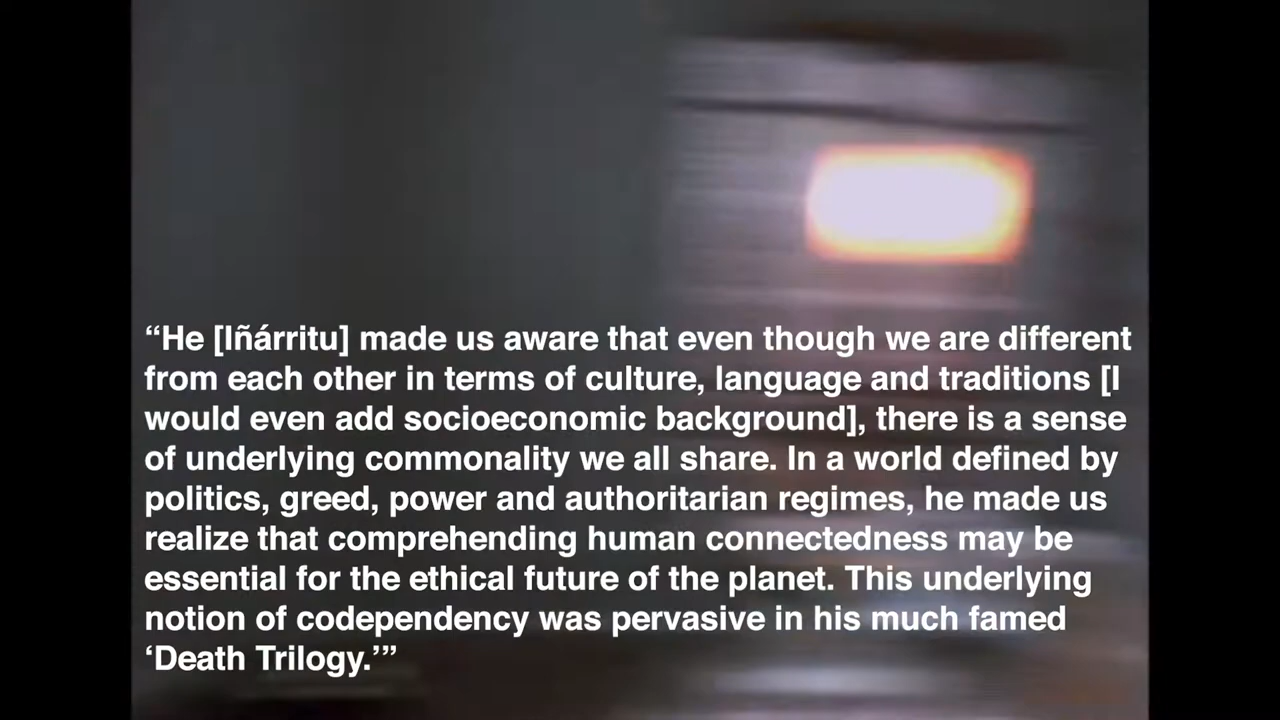 “He [Iñárritu] made us aware that even though we are different
from each other in terms of culture, language and traditions [I
would even add socioeconomic background], there is a sense
of underlying commonality we all share. In a world defined by
politics, greed, power and authoritarian regimes, he made us
realize that comprehending human connectedness may be
essential for the ethical future of the planet. This underlying
notion of codependency was pervasive in his much famed
‘Death Trilogy.’”